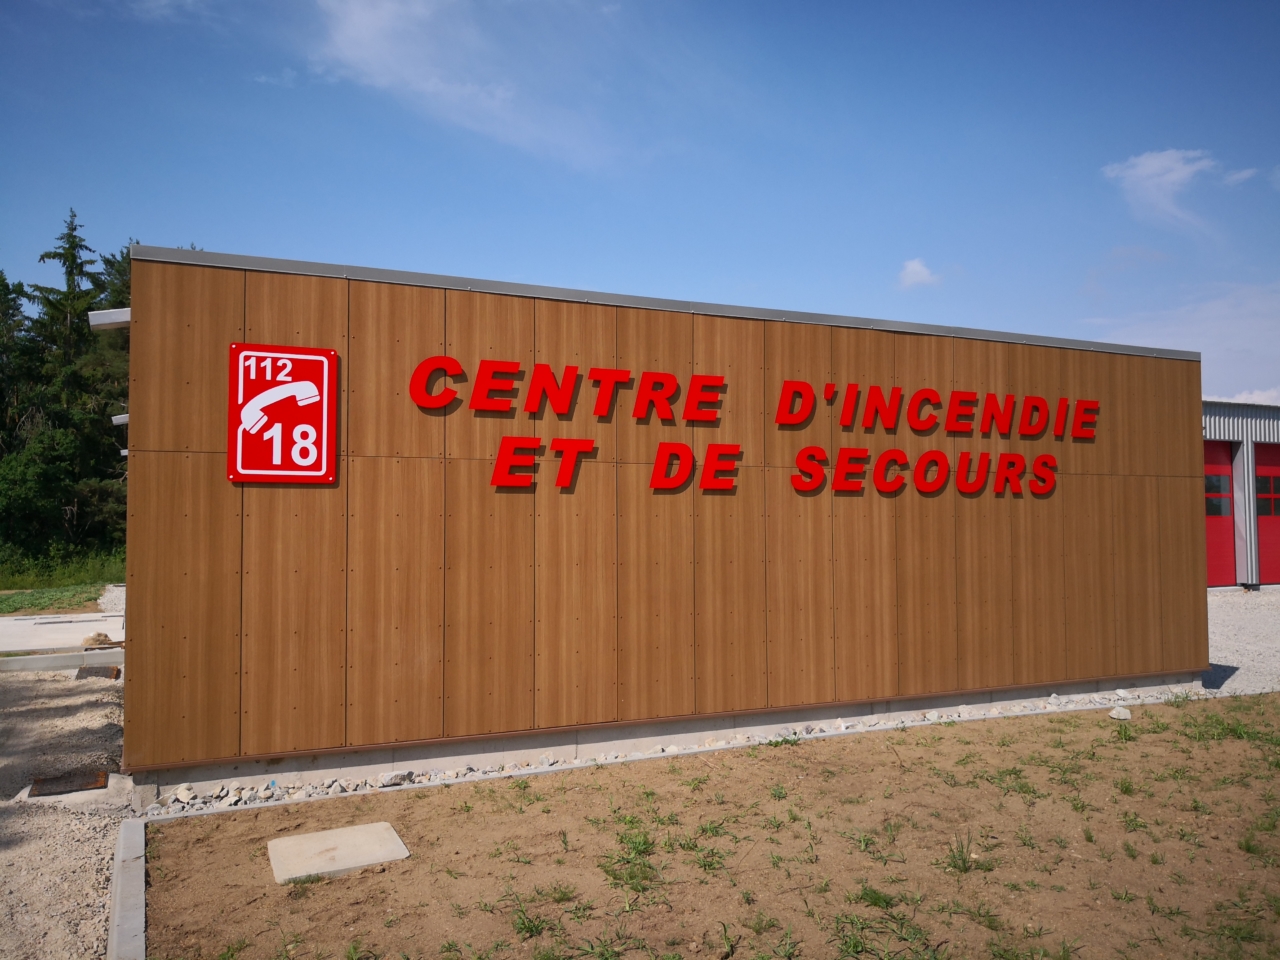 112
18
CENTRE D'INCENDIE
ET DE SECOURS